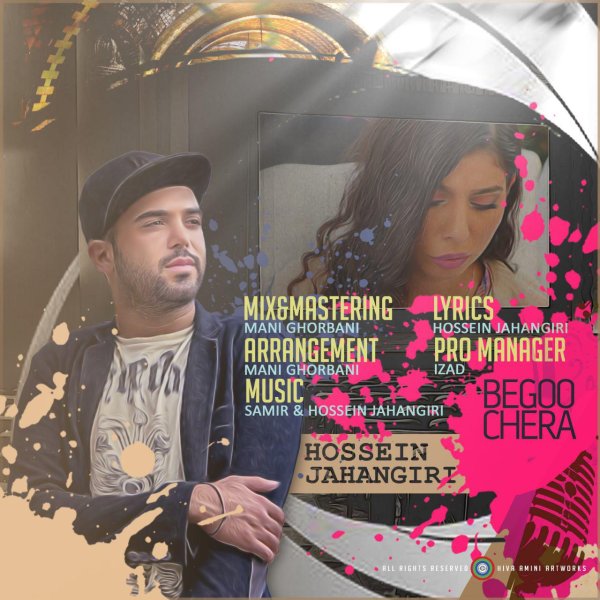 MIX&MASTERING
MANI GHORBANI
ARRANGEMENT
MANI GHORBANI
MUSIC
SAMIR & HOSSEIN JAHANGIRI
LYRICS
HOSSEIN JAHANGIRI
PRO MANAGER
IZAD
BEGOO
CHERA
HOSSEIN
JAHANGIRI
ALL RIGHTS RESERVED HIVA AMINI ARTWORKS